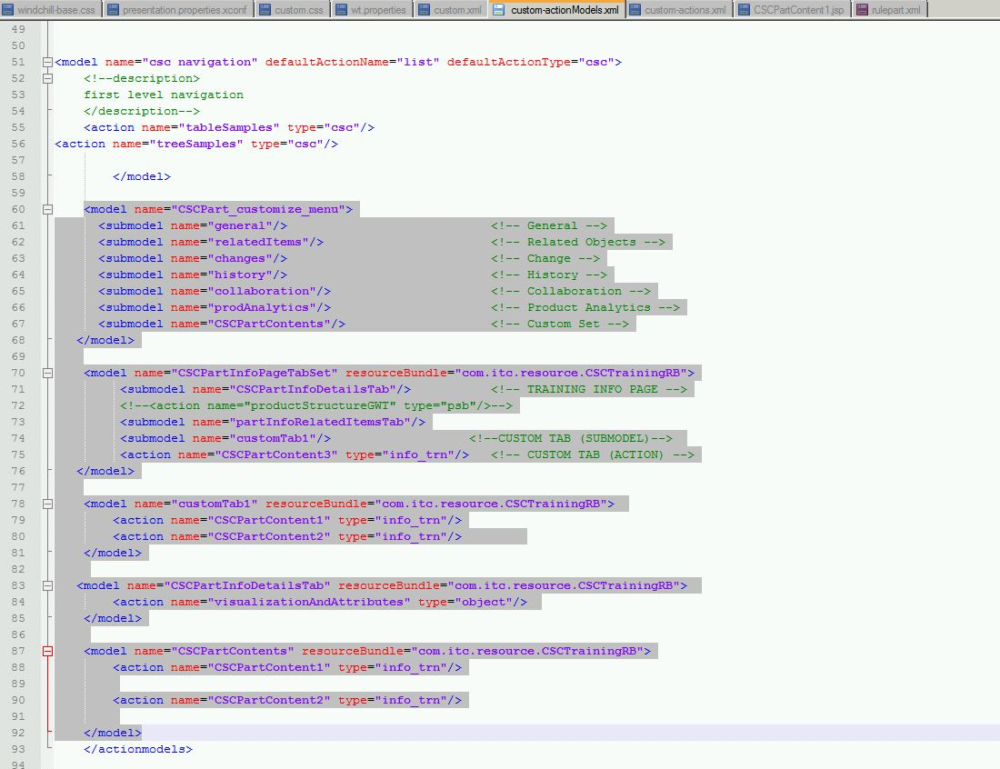 windchill-base.css presentation.properties.xconf custom.css wt.properties custom.xml custom-actionModels.xml custom-actions.xml CSCPartContent1.jsp rulepart.xml
49
50
51 <model name="csc navigation" defaultActionName="list" defaultActionType="csc">
52 <!--description>
53 first level navigation
54 </description-->
55 <action name="tableSamples" type="csc"/>
56 <action name="treeSamples" type="csc"/>
57
58 </model>
59
60 <model name="CSCPart_customize_menu">
61 <submodel name="general"/> <!-- General -->
62 <submodel name="relatedItems"/> <!-- Related Objects -->
63 <submodel name="changes"/> <!-- Change -->
64 <submodel name="history"/> <!-- History -->
65 <submodel name="collaboration"/> <!-- Collaboration -->
66 <submodel name="prodAnalytics"/> <!-- Product Analytics -->
67 <submodel name="CSCPartContents"/> <!-- Custom Set -->
68 </model>
69
70 <model name="CSCPartInfoPageTabSet" resourceBundle="com.itc.resource.CSCTrainingRB">
71 <submodel name="CSCPartInfoDetailsTab"/> <!-- TRAINING INFO PAGE -->
72 <!--<action name="productStructureGWT" type="psb"/>-->
73 <submodel name="partInfoRelatedItemsTab"/>
74 <submodel name="customTab1"/> <!--CUSTOM TAB (SUBMODEL)-->
75 <action name="CSCPartContent3" type="info_trn"/> <!-- CUSTOM TAB (ACTION) -->
76 </model>
77
78 <model name="customTab1" resourceBundle="com.itc.resource.CSCTrainingRB">
79 <action name="CSCPartContent1" type="info_trn"/>
80 <action name="CSCPartContent2" type="info_trn"/>
81 </model>
82
83 <model name="CSCPartInfoDetailsTab" resourceBundle="com.itc.resource.CSCTrainingRB">
84 <action name="visualizationAndAttributes" type="object"/>
85 </model>
86
87 <model name="CSCPartContents" resourceBundle="com.itc.resource.CSCTrainingRB">
88 <action name="CSCPartContent1" type="info_trn"/>
89
90 <action name="CSCPartContent2" type="info_trn"/>
91
92 </model>
93 </actionmodels>
94